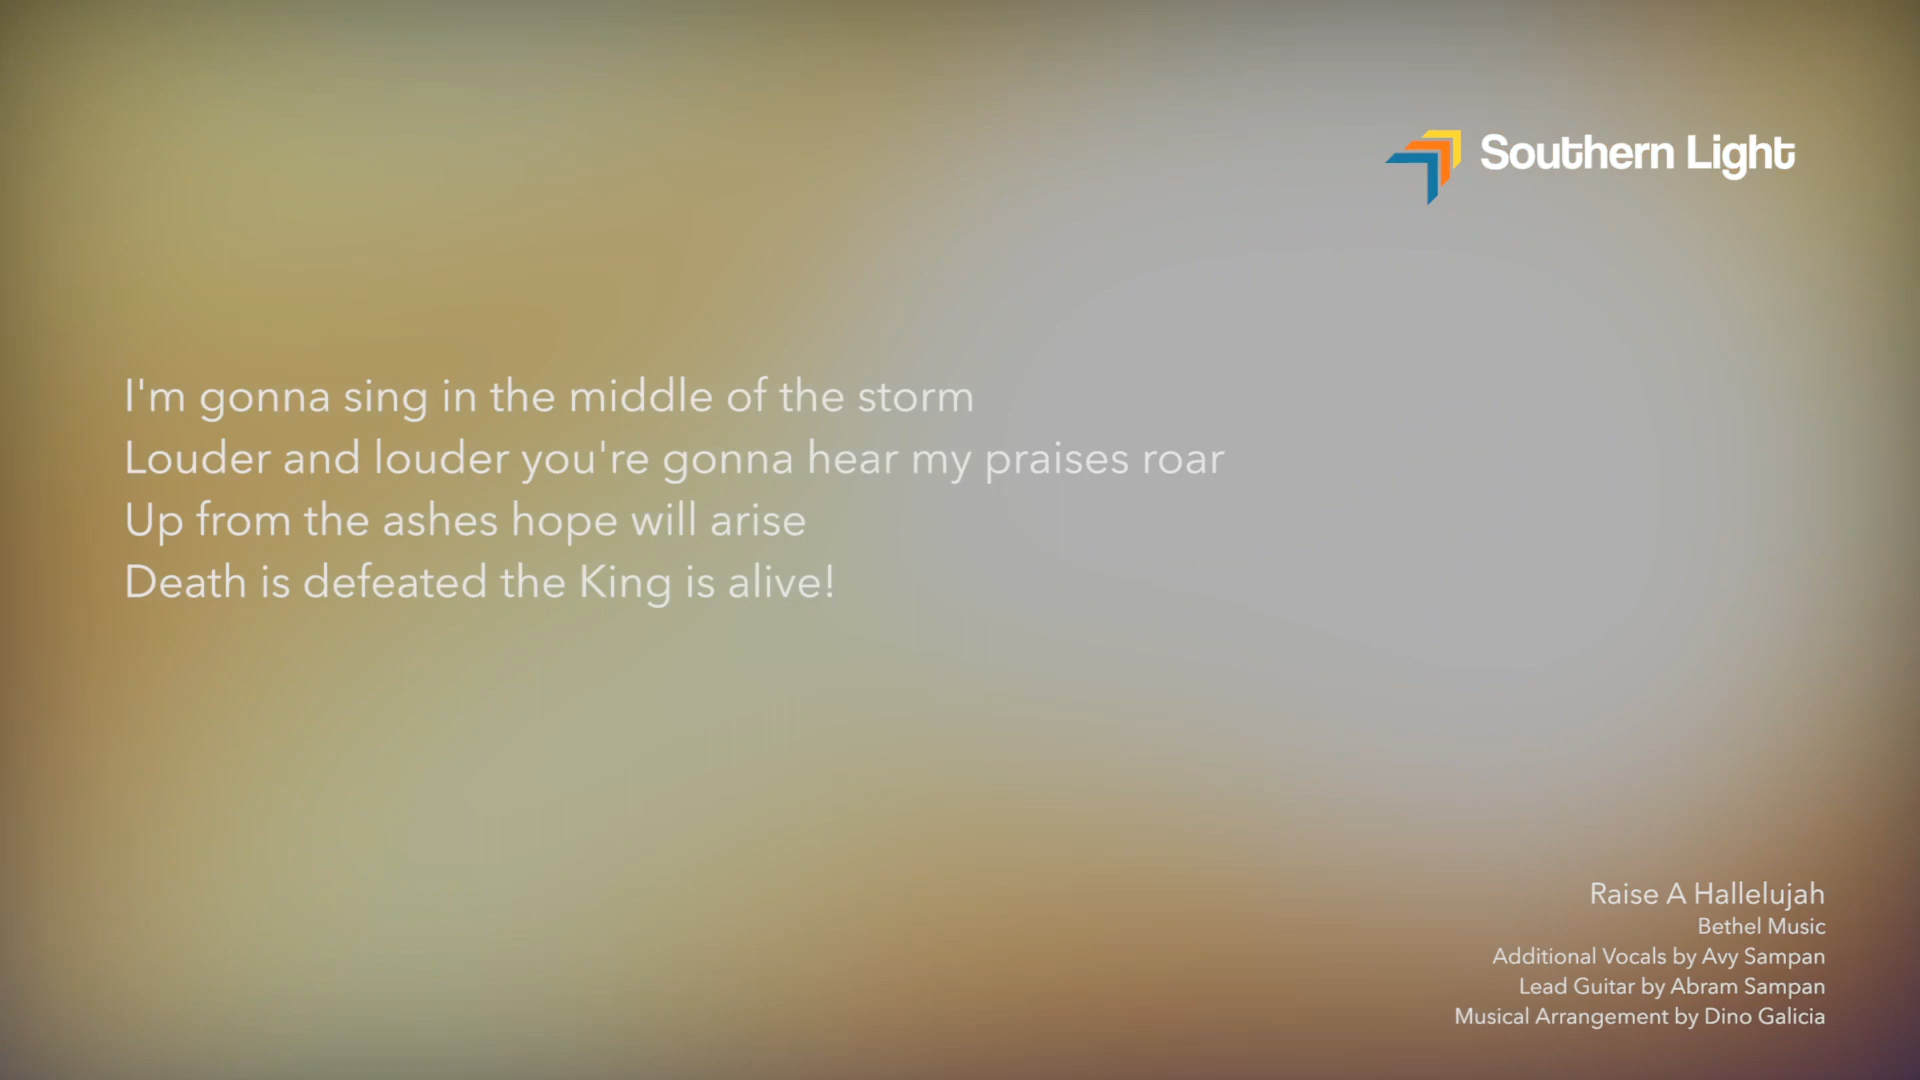 Southern Light
I'm gonna sing in the middle of the storm
Louder and louder you're gonna hear my praises roar
Up from the ashes hope will arise
Death is defeated the King is alive!
Raise A Hallelujah
Bethel Music
Additional Vocals by Avy Sampan
Lead Guitar by Abram Sampan
Musical Arrangement by Dino Galicia